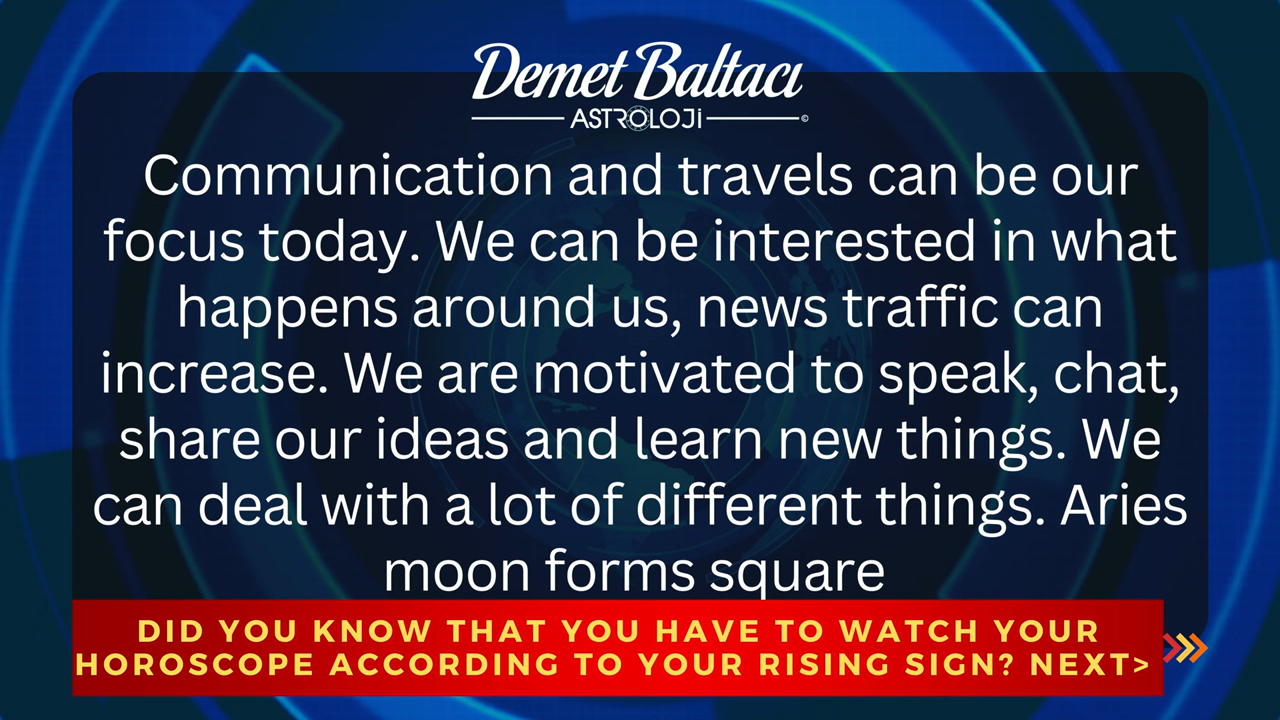 Demet Baltacı
ASTROLOJi
©
Communication and travels can be our
focus today. We can be interested in what
happens around us, news traffic can
increase. We are motivated to speak, chat,
share our ideas and learn new things. We
can deal with a lot of different things. Aries
moon forms square
DID YOU KNOW THAT YOU HAVE TO WATCH YOUR
HOROSCOPE ACCORDING TO YOUR RISING SIGN? NEXT>